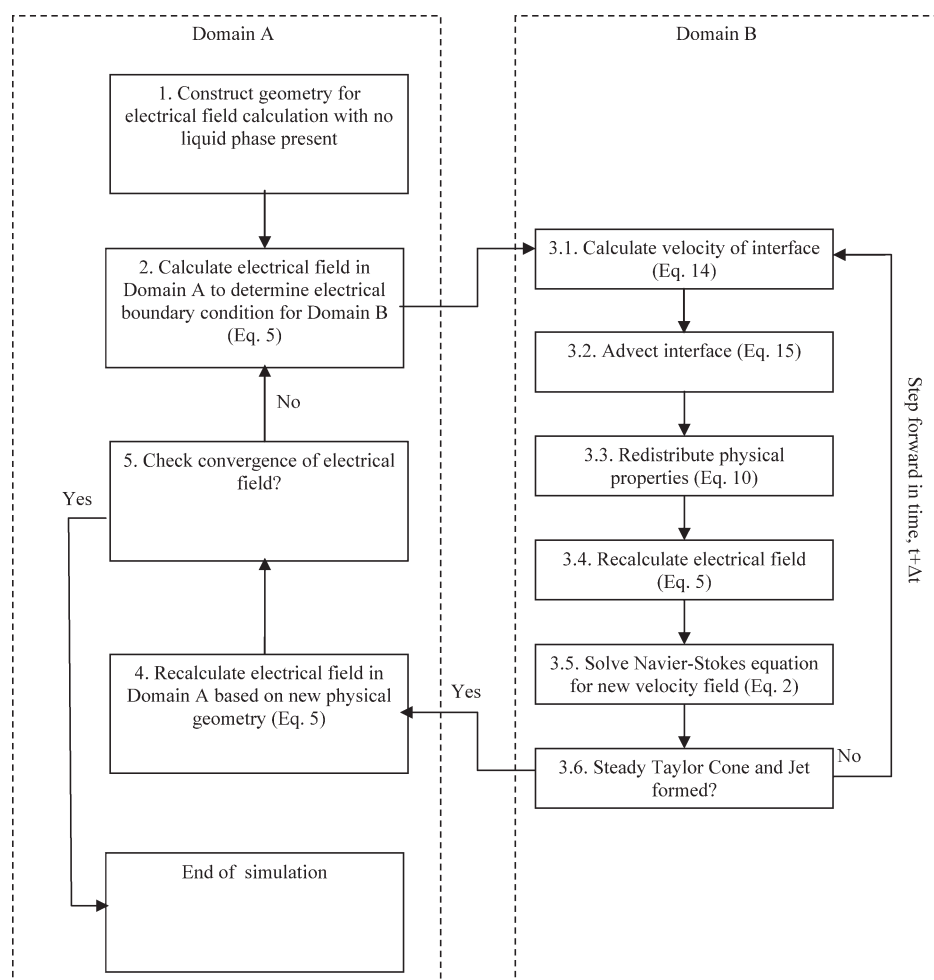 Domain A
1. Construct geometry for
electrical field calculation with no
liquid phase present
2. Calculate electrical field in
Domain A to determine electrical
boundary condition for Domain B
(Eq. 5)
No
5. Check convergence of electrical
field?
Yes
4. Recalculate electrical field in
Domain A based on new physical
geometry (Eq. 5)
Yes
End of simulation
Domain B
3.1. Calculate velocity of interface
(Eq. 14)
3.2. Advect interface (Eq. 15)
3.3. Redistribute physical
properties (Eq. 10)
3.4. Recalculate electrical field
(Eq. 5)
3.5. Solve Navier-Stokes equation
for new velocity field (Eq. 2)
3.6. Steady Taylor Cone and Jet
formed?
No
Step forward in time, t+Δt